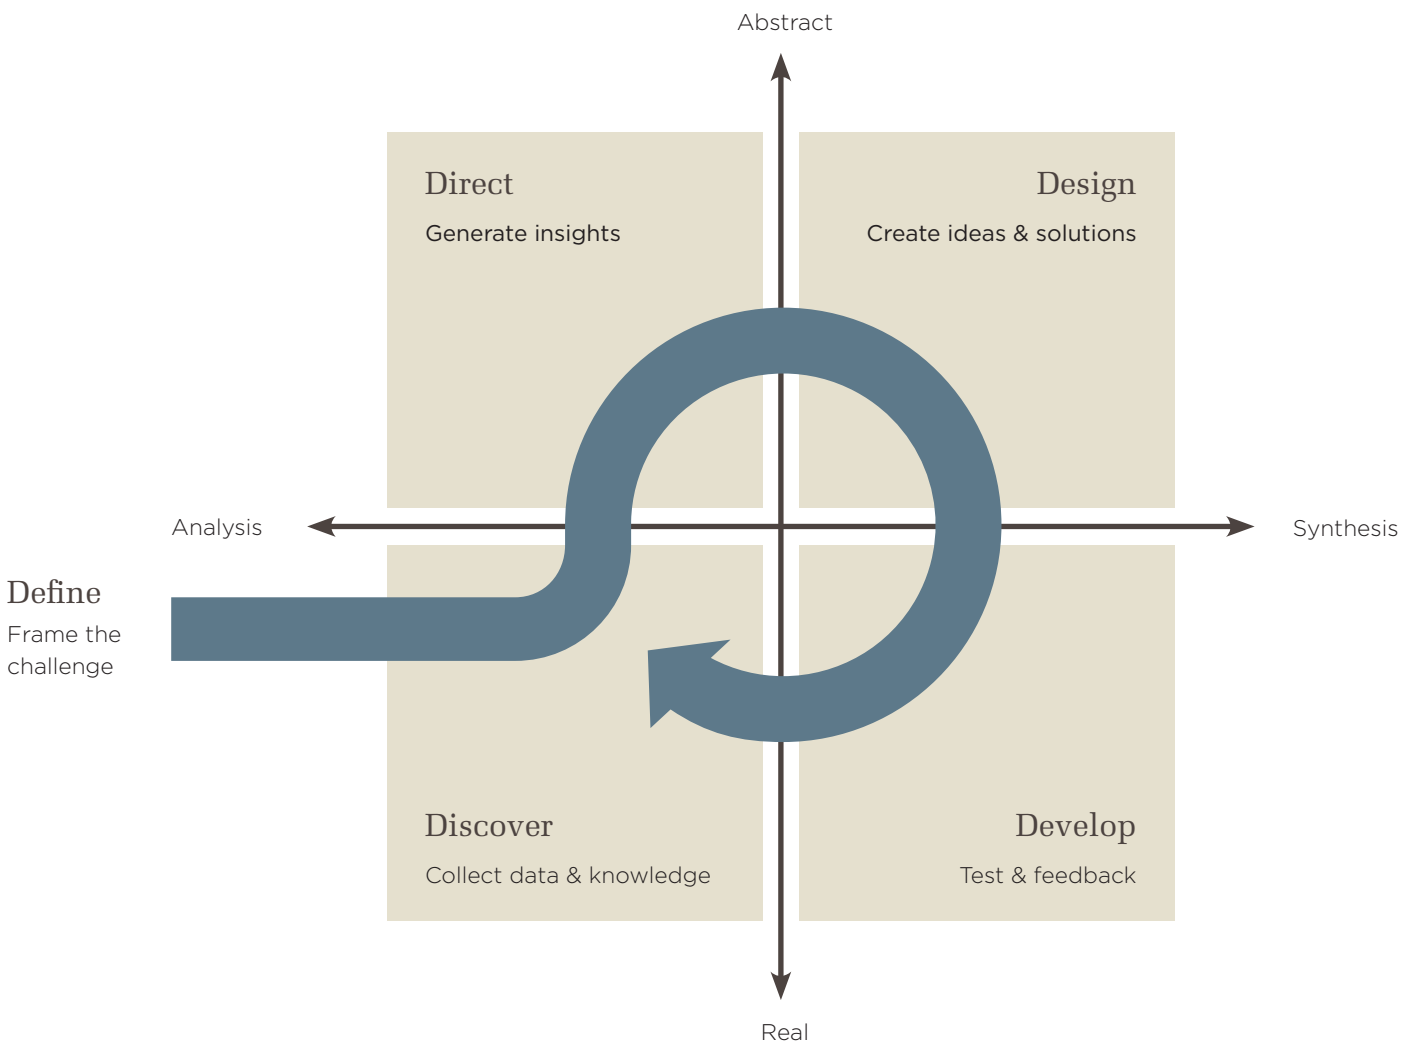 Abstract
Direct
Generate insights
Design
Create ideas & solutions
Analysis
Synthesis
Define
Frame the
challenge
Discover
Collect data & knowledge
Develop
Test & feedback
Real